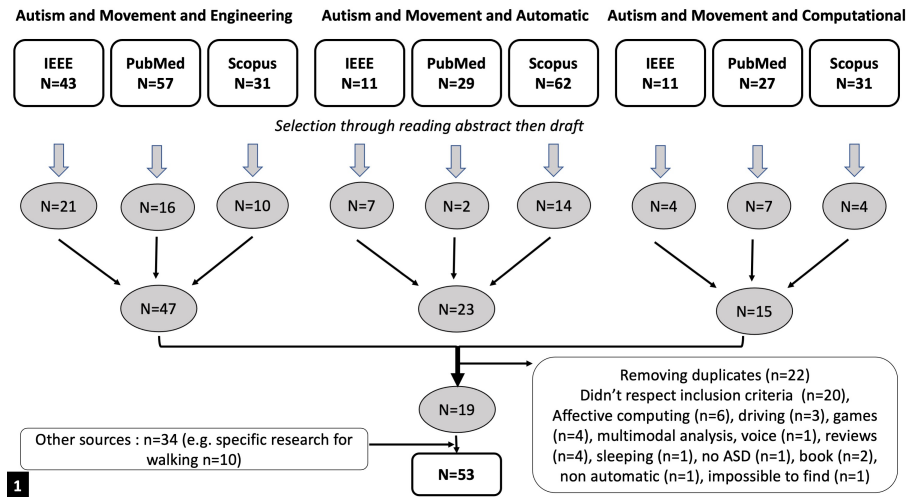 Autism and Movement and Engineering
Autism and Movement and Automatic
Autism and Movement and Computational
IEEE
N=43
PubMed
N=57
Scopus
N=31
IEEE
N=11
PubMed
N=29
Scopus
N=62
IEEE
N=11
PubMed
N=27
Scopus
N=31
Selection through reading abstract then draft
N=21
N=16
N=10
N=7
N=2
N=14
N=4
N=7
N=4
N=47
N=23
N=15
Removing duplicates (n=22)
Didn’t respect inclusion criteria (n=20),
Affective computing (n=6), driving (n=3), games
(n=4), multimodal analysis, voice (n=1), reviews
(n=4), sleeping (n=1), no ASD (n=1), book (n=2),
non automatic (n=1), impossible to find (n=1)
N=19
Other sources : n=34 (e.g. specific research for
walking n=10)
N=53
1